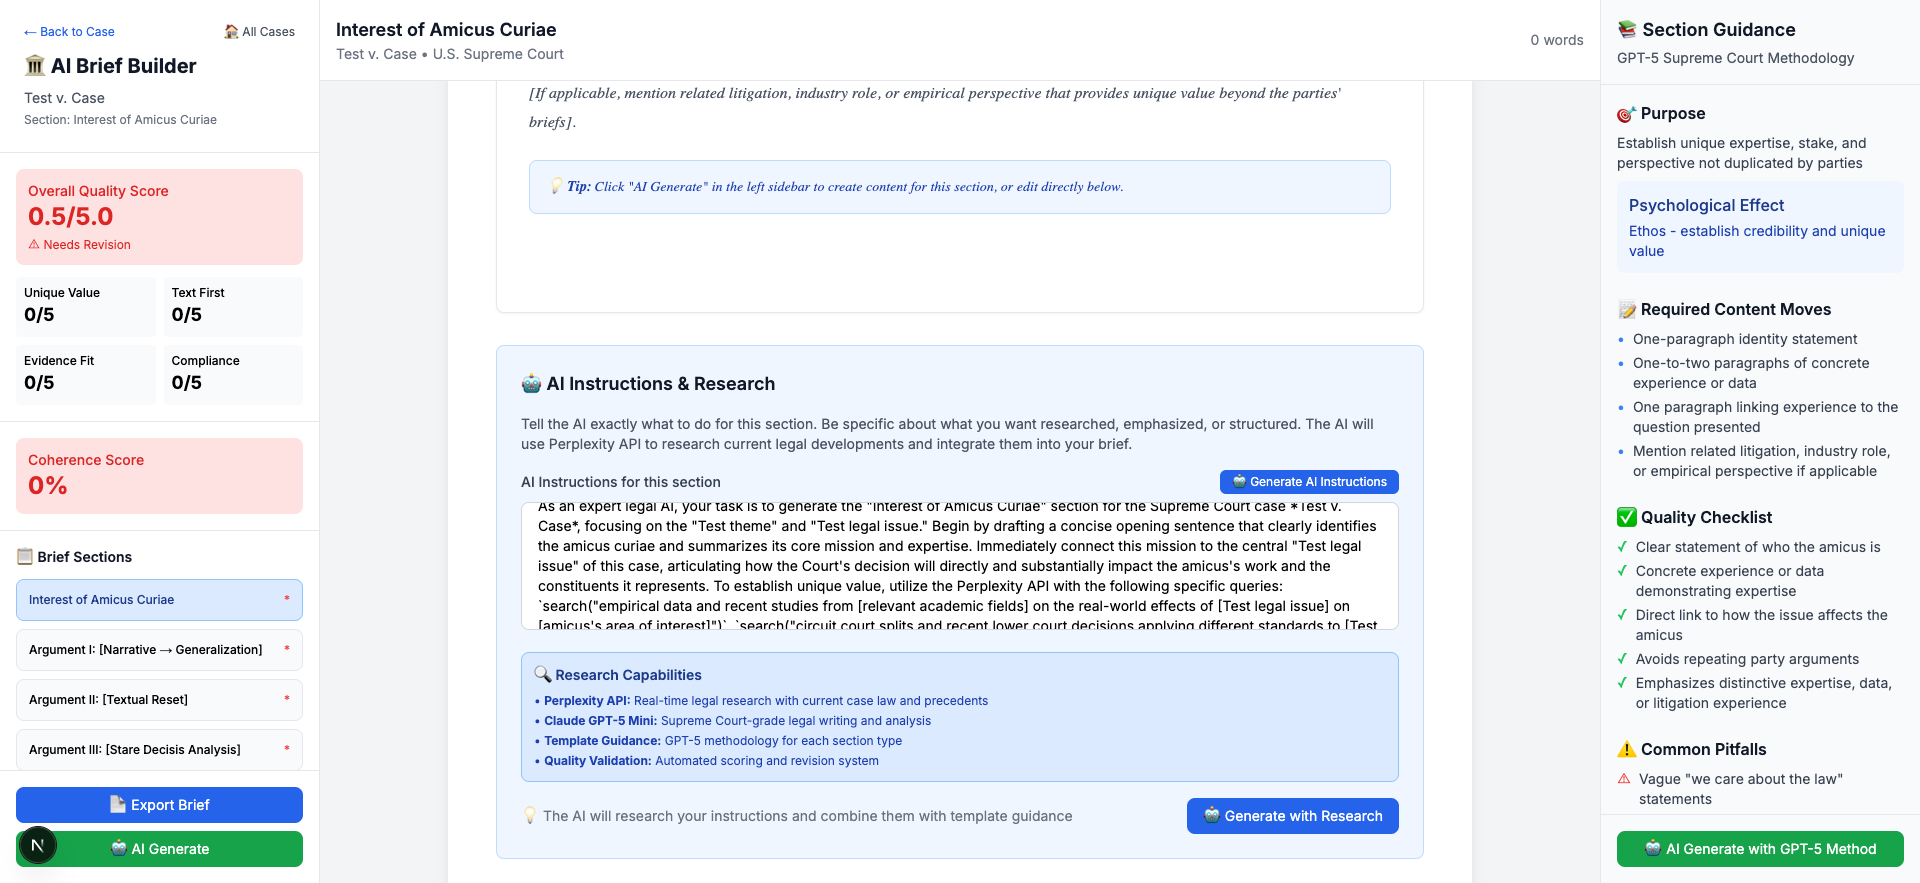 ← Back to Case
All Cases
AI Brief Builder
Test v. Case
Section: Interest of Amicus Curiae
Overall Quality Score
0.5/5.0
⚠ Needs Revision
Unique Value
0/5
Text First
0/5
Evidence Fit
0/5
Compliance
0/5
Coherence Score
0%
Brief Sections
Interest of Amicus Curiae *
Argument I: [Narrative → Generalization] *
Argument II: [Textual Reset] *
Argument III: [Stare Decisis Analysis] *
Export Brief
N
AI Generate
Interest of Amicus Curiae
Test v. Case • U.S. Supreme Court
0 words
[If applicable, mention related litigation, industry role, or empirical perspective that provides unique value beyond the parties'
briefs].
Tip: Click "AI Generate" in the left sidebar to create content for this section, or edit directly below.
AI Instructions & Research
Tell the AI exactly what to do for this section. Be specific about what you want researched, emphasized, or structured. The AI will
use Perplexity API to research current legal developments and integrate them into your brief.
AI Instructions for this section
Generate AI Instructions
As an expert legal AI, your task is to generate the "Interest of Amicus Curiae" section for the Supreme Court case *Test v.
Case*, focusing on the "Test theme" and "Test legal issue." Begin by drafting a concise opening sentence that clearly identifies
the amicus curiae and summarizes its core mission and expertise. Immediately connect this mission to the central "Test legal
issue" of this case, articulating how the Court's decision will directly and substantially impact the amicus's work and the
constituents it represents. To establish unique value, utilize the Perplexity API with the following specific queries:
`search("empirical data and recent studies from [relevant academic fields] on the real-world effects of [Test legal issue] on
[amicus's area of interest]")`, `search("circuit court splits and recent lower court decisions applying different standards to [Test
Research Capabilities
• Perplexity API: Real-time legal research with current case law and precedents
• Claude GPT-5 Mini: Supreme Court-grade legal writing and analysis
• Template Guidance: GPT-5 methodology for each section type
• Quality Validation: Automated scoring and revision system
The AI will research your instructions and combine them with template guidance
Generate with Research
Section Guidance
GPT-5 Supreme Court Methodology
Purpose
Establish unique expertise, stake, and
perspective not duplicated by parties
Psychological Effect
Ethos - establish credibility and unique
value
Required Content Moves
• One-paragraph identity statement
• One-to-two paragraphs of concrete
experience or data
• One paragraph linking experience to the
question presented
• Mention related litigation, industry role,
or empirical perspective if applicable
Quality Checklist
✓ Clear statement of who the amicus is
✓ Concrete experience or data
demonstrating expertise
✓ Direct link to how the issue affects the
amicus
✓ Avoids repeating party arguments
✓ Emphasizes distinctive expertise, data,
or litigation experience
Common Pitfalls
⚠ Vague "we care about the law"
statements
AI Generate with GPT-5 Method